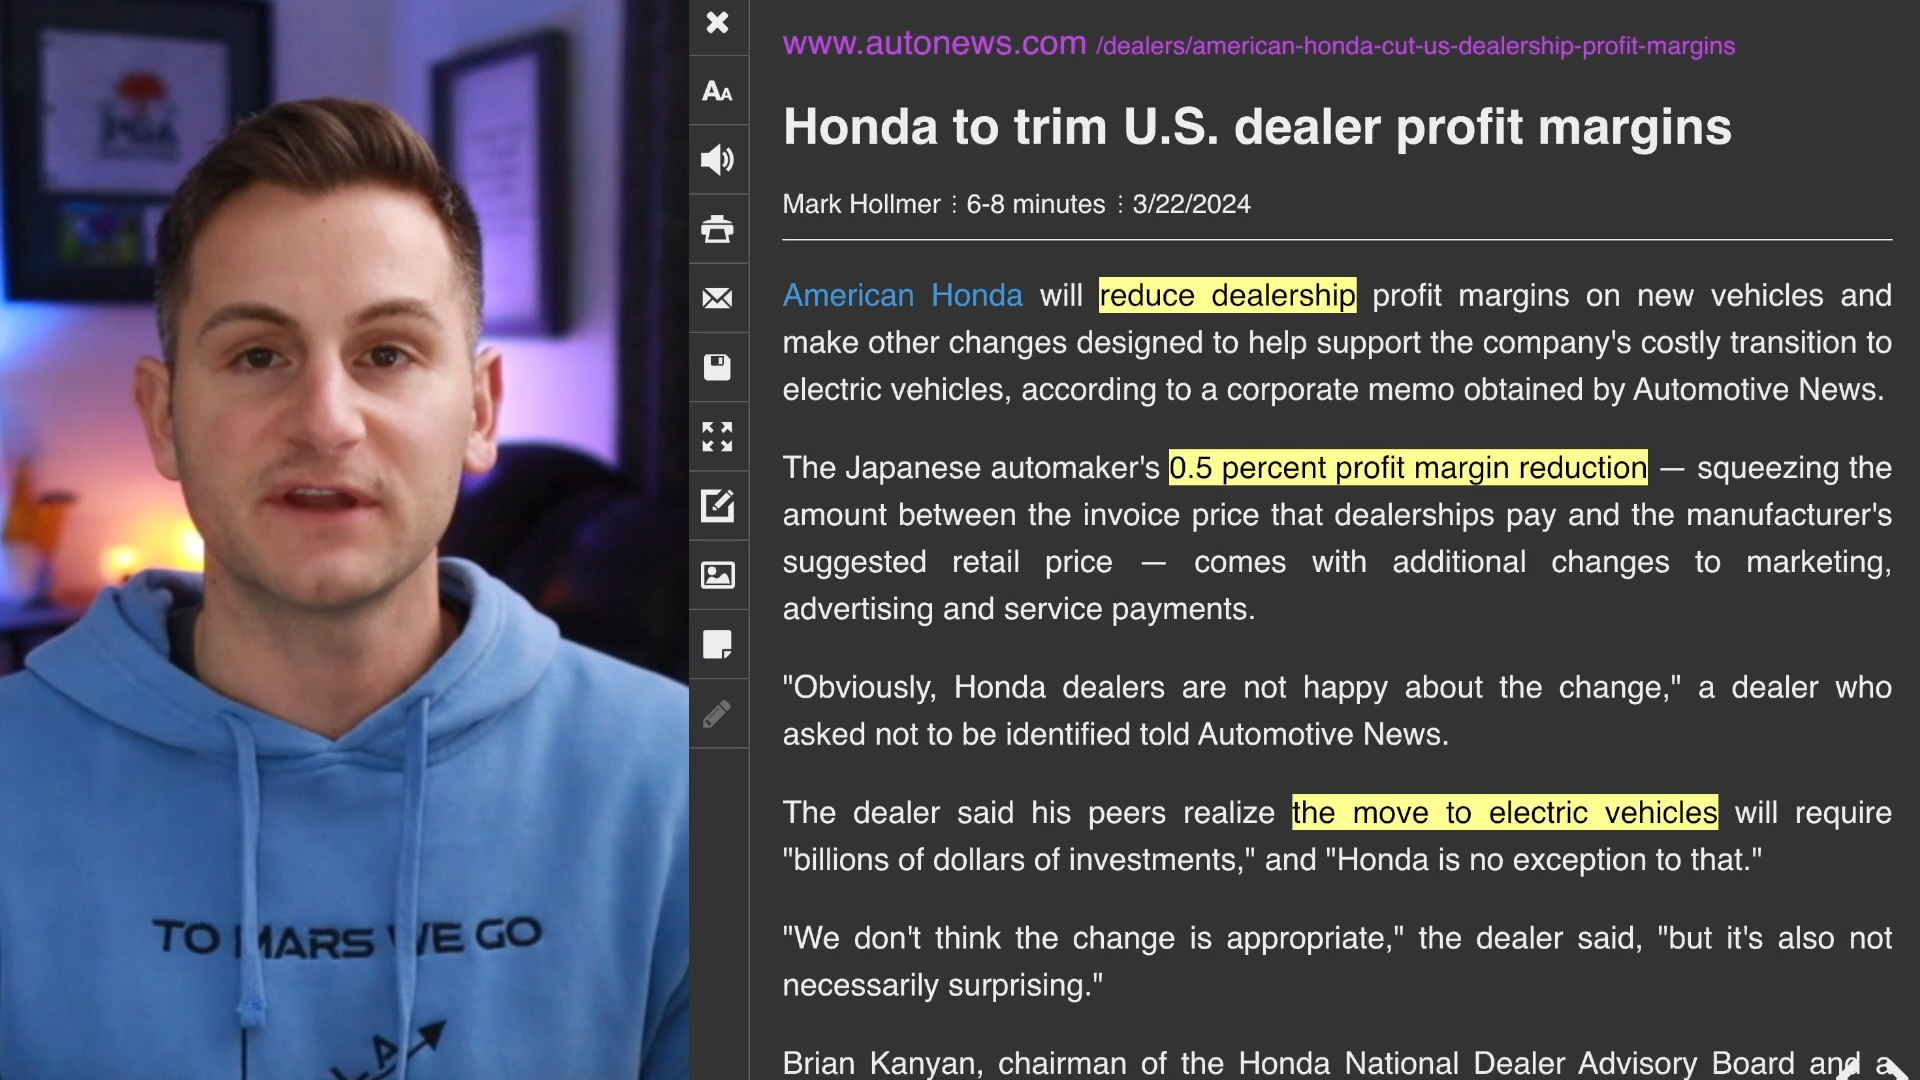 www.autonews.com /dealers/american-honda-cut-us-dealership-profit-margins
Honda to trim U.S. dealer profit margins
Mark Hollmer ⋮ 6-8 minutes ⋮ 3/22/2024
American Honda will reduce dealership profit margins on new vehicles and
make other changes designed to help support the company's costly transition to
electric vehicles, according to a corporate memo obtained by Automotive News.
The Japanese automaker's 0.5 percent profit margin reduction — squeezing the
amount between the invoice price that dealerships pay and the manufacturer's
suggested retail price — comes with additional changes to marketing,
advertising and service payments.
"Obviously, Honda dealers are not happy about the change," a dealer who
asked not to be identified told Automotive News.
The dealer said his peers realize the move to electric vehicles will require
"billions of dollars of investments," and "Honda is no exception to that."
"We don't think the change is appropriate," the dealer said, "but it's also not
necessarily surprising."
Brian Kanyan, chairman of the Honda National Dealer Advisory Board and a
AA
PGA
TO MARS WE GO